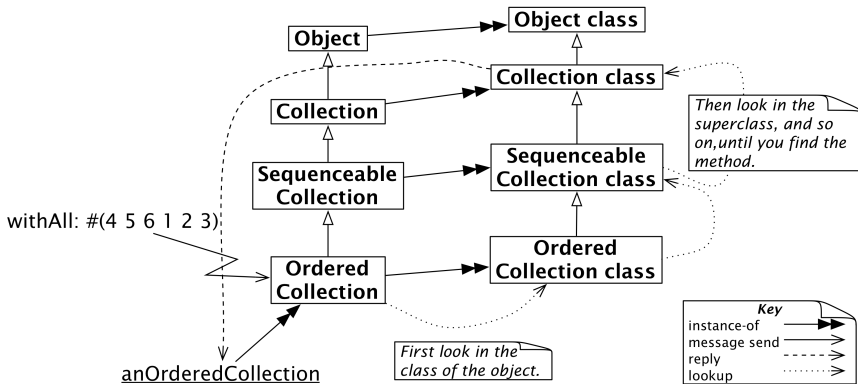 Object class
Object
Collection class
Collection
Then look in the
superclass, and so
on,until you find the
method.
Sequenceable
Collection class
Sequenceable
Collection
withAll: #(4 5 6 1 2 3)
Ordered
Collection class
Ordered
Collection
First look in the
class of the object.
anOrderedCollection
Key
instance-of
message send
reply
lookup